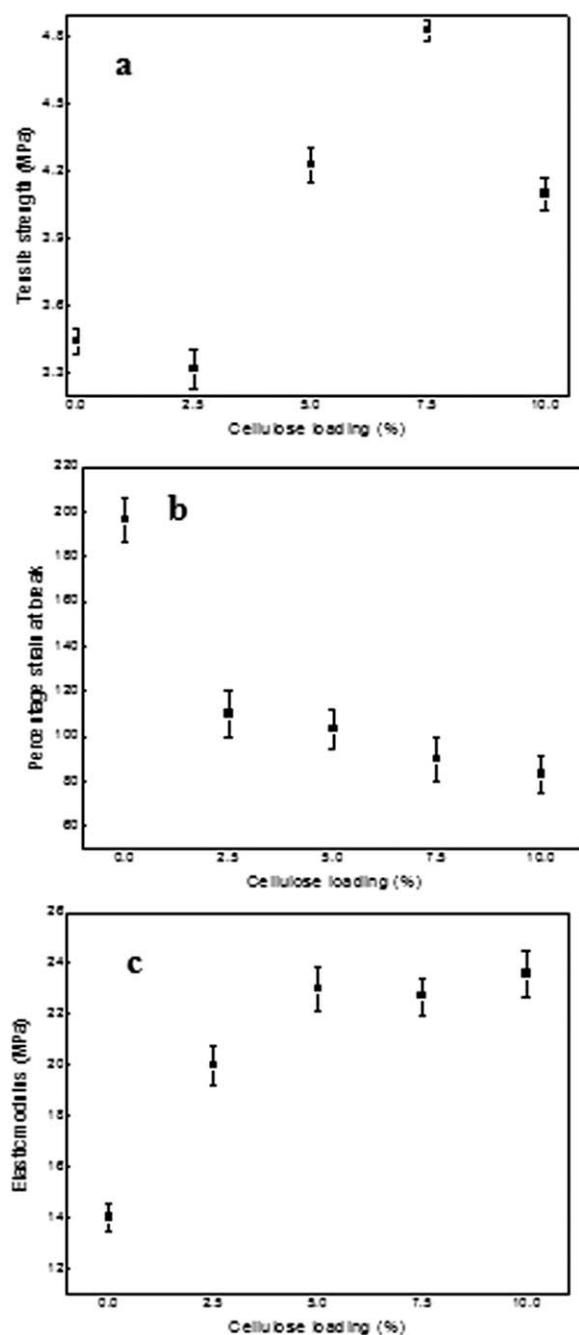 a
4.8
4.5
4.2
3.9
3.6
3.3
Tensile strength (MPa)
0.0 2.5 5.0 7.5 10.0
Cellulose loading (%)
b
220
200
180
160
140
120
100
80
60
Percentage strain at break
0.0 2.5 5.0 7.5 10.0
Cellulose loading (%)
c
26
24
22
20
18
16
14
12
Elastic modulus (MPa)
0.0 2.5 5.0 7.5 10.0
Cellulose loading (%)